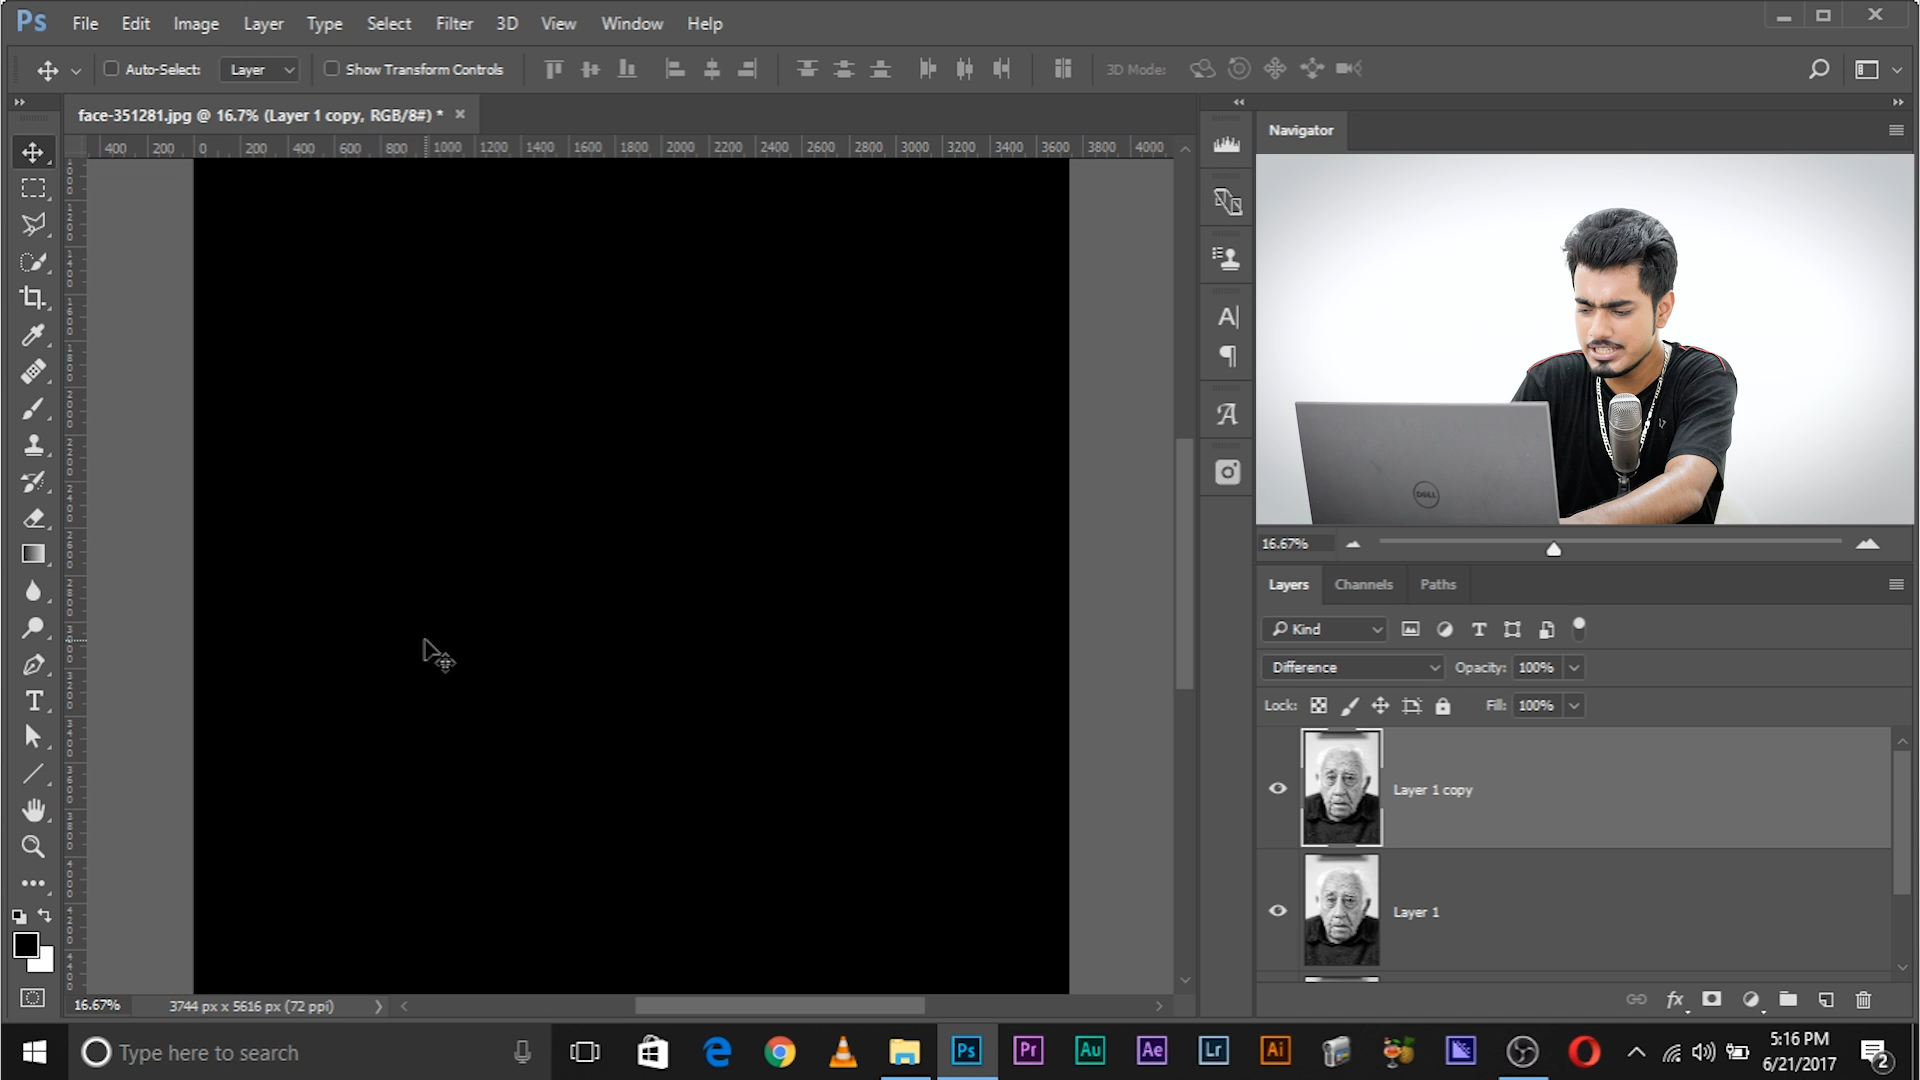 Ps File Edit Image Layer Type Select Filter 3D View Window Help
Auto-Select: Layer Show Transform Controls 3D Mode:
face-351281.jpg @ 16.7% (Layer 1 copy, RGB/8#) *
Navigator
400 200 0 200 400 600 800 1000 1200 1400 1600 1800 2000 2200 2400 2600 2800 3000 3200 3400 3600 3800 4000
DELL
16.67%
Layers Channels Paths
Kind
Difference Opacity: 100%
Lock: Fill: 100%
Layer 1 copy
Layer 1
16.67% 3744 px x 5616 px (72 ppi)
fx
Type here to search
Ps Pr Au Ae Lr Ai
5:16 PM
6/21/2017
2